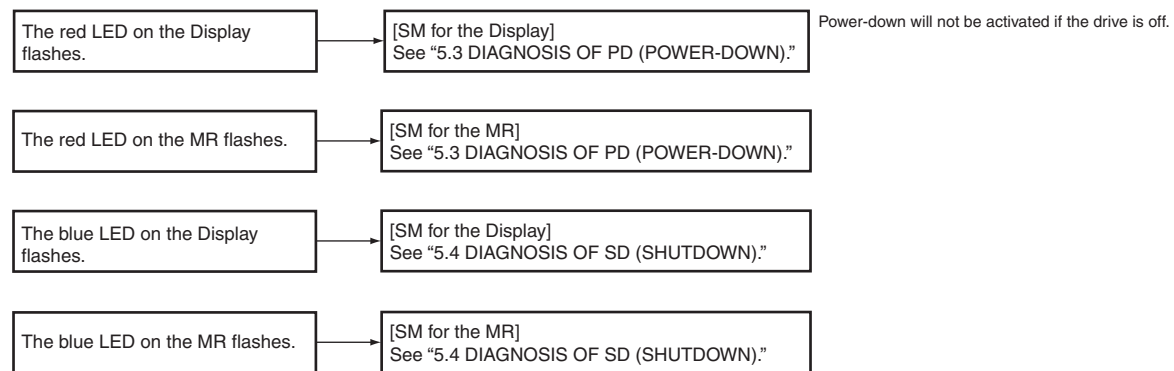 The red LED on the Display
flashes.
[SM for the Display]
See “5.3 DIAGNOSIS OF PD (POWER-DOWN).”
Power-down will not be activated if the drive is off.
The red LED on the MR flashes.
[SM for the MR]
See “5.3 DIAGNOSIS OF PD (POWER-DOWN).”
The blue LED on the Display
flashes.
[SM for the Display]
See “5.4 DIAGNOSIS OF SD (SHUTDOWN).”
The blue LED on the MR flashes.
[SM for the MR]
See “5.4 DIAGNOSIS OF SD (SHUTDOWN).”